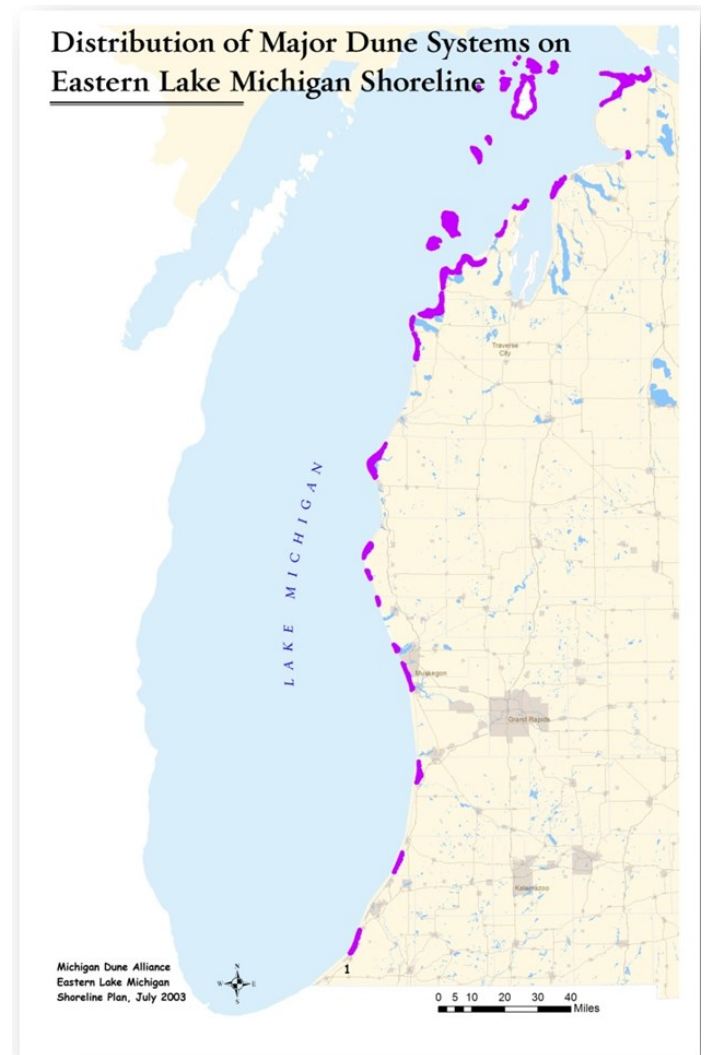 Distribution of Major Dune Systems on
Eastern Lake Michigan Shoreline
Traverse
City
LAKE MICHIGAN
Muskegon
Grand Rapids
Kalamazoo
Michigan Dune Alliance
Eastern Lake Michigan
Shoreline Plan, July 2003
N
W E
S
1
0 5 10 20 30 40
Miles